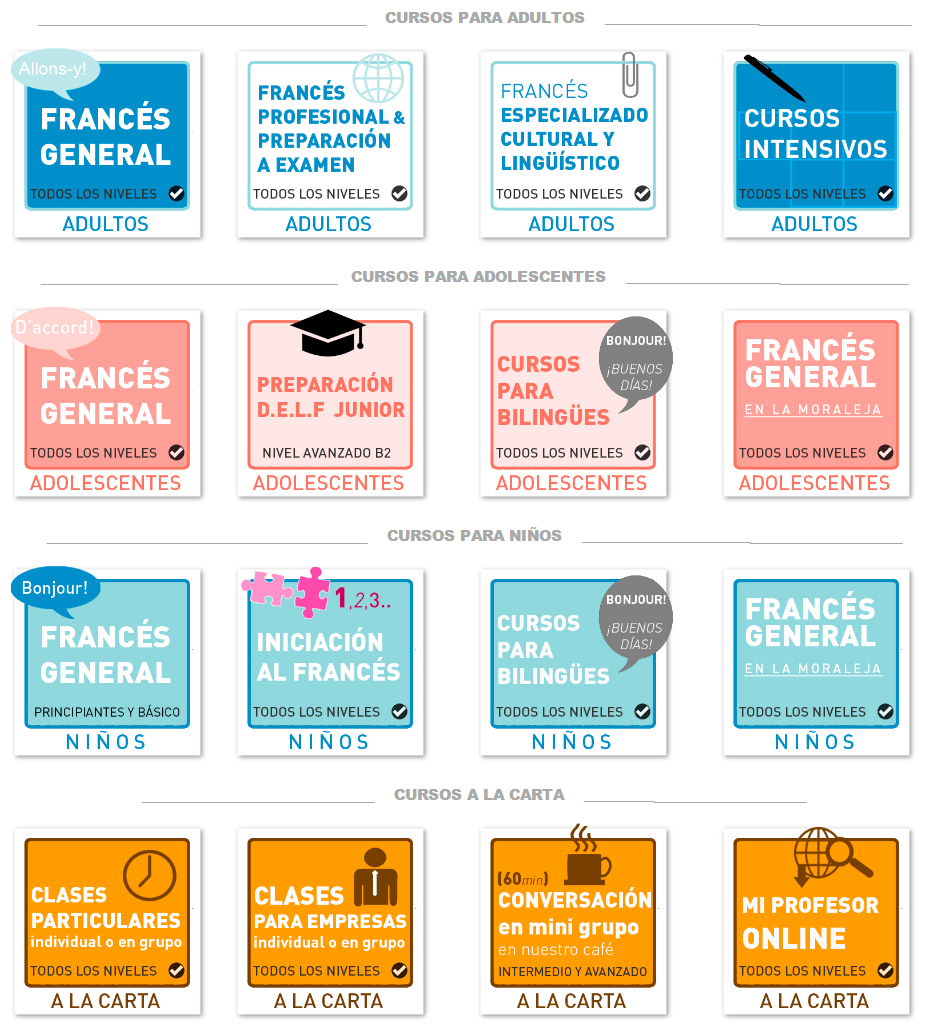 CURSOS PARA ADULTOS
Allons-y!
FRANCÉS
GENERAL
TODOS LOS NIVELES
ADULTOS
FRANCÉS
PROFESIONAL &
PREPARACIÓN
A EXAMEN
TODOS LOS NIVELES
ADULTOS
FRANCÉS
ESPECIALIZADO
CULTURAL Y
LINGÜÍSTICO
TODOS LOS NIVELES
ADULTOS
CURSOS
INTENSIVOS
TODOS LOS NIVELES
ADULTOS
CURSOS PARA ADOLESCENTES
D'accord!
FRANCÉS
GENERAL
TODOS LOS NIVELES
ADOLESCENTES
PREPARACIÓN
D.E.L.F JUNIOR
NIVEL AVANZADO B2
ADOLESCENTES
BONJOUR!
¡BUENOS
DÍAS!
CURSOS
PARA
BILINGÜES
TODOS LOS NIVELES
ADOLESCENTES
FRANCÉS
GENERAL
EN LA MORALEJA
TODOS LOS NIVELES
ADOLESCENTES
CURSOS PARA NIÑOS
Bonjour!
FRANCÉS
GENERAL
PRINCIPIANTES Y BÁSICO
NIÑOS
1,2,3..
INICIACIÓN
AL FRANCÉS
TODOS LOS NIVELES
NIÑOS
BONJOUR!
¡BUENOS
DÍAS!
CURSOS
PARA
BILINGÜES
TODOS LOS NIVELES
NIÑOS
FRANCÉS
GENERAL
EN LA MORALEJA
TODOS LOS NIVELES
NIÑOS
CURSOS A LA CARTA
CLASES
PARTICULARES
individual o en grupo
TODOS LOS NIVELES
A LA CARTA
CLASES
PARA EMPRESAS
individual o en grupo
TODOS LOS NIVELES
A LA CARTA
(60min)
CONVERSACIÓN
en mini grupo
en nuestro café
INTERMEDIO Y AVANZADO
A LA CARTA
MI PROFESOR
ONLINE
TODOS LOS NIVELES
A LA CARTA